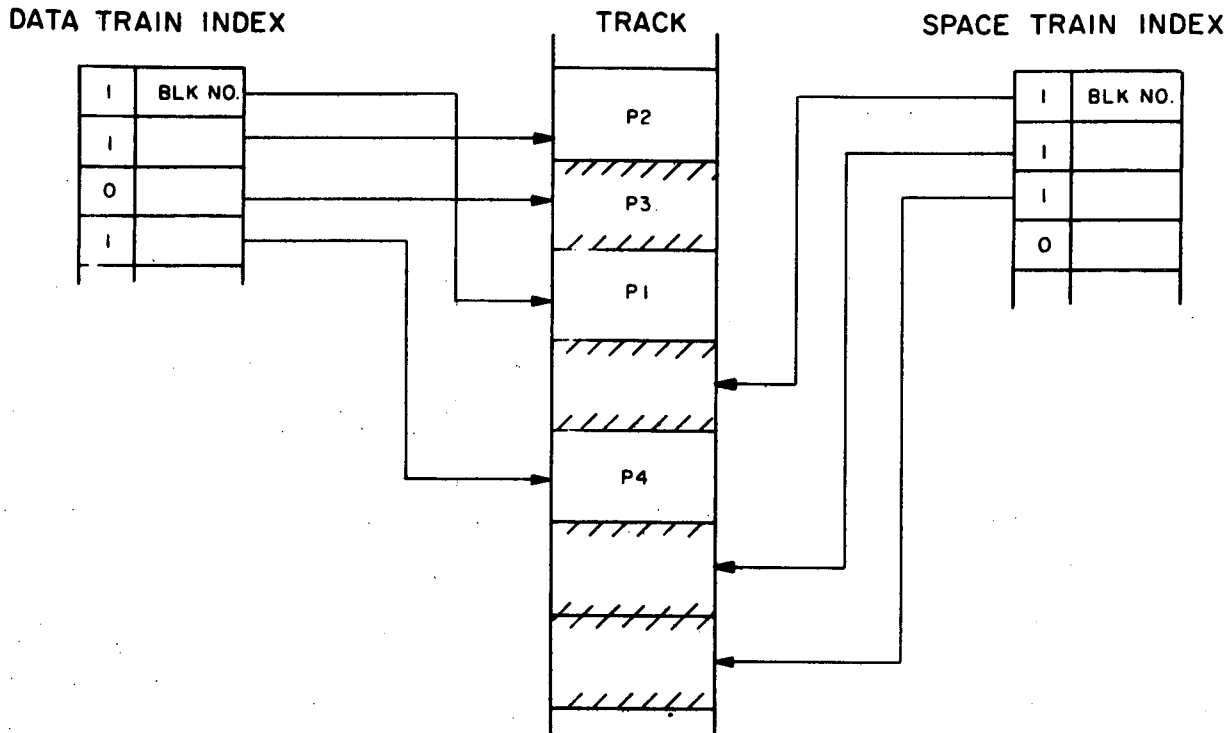 DATA TRAIN INDEX
TRACK
SPACE TRAIN INDEX
1 BLK NO.
1
0
1
P2
P3
P1
P4
1 BLK NO.
1
1
0